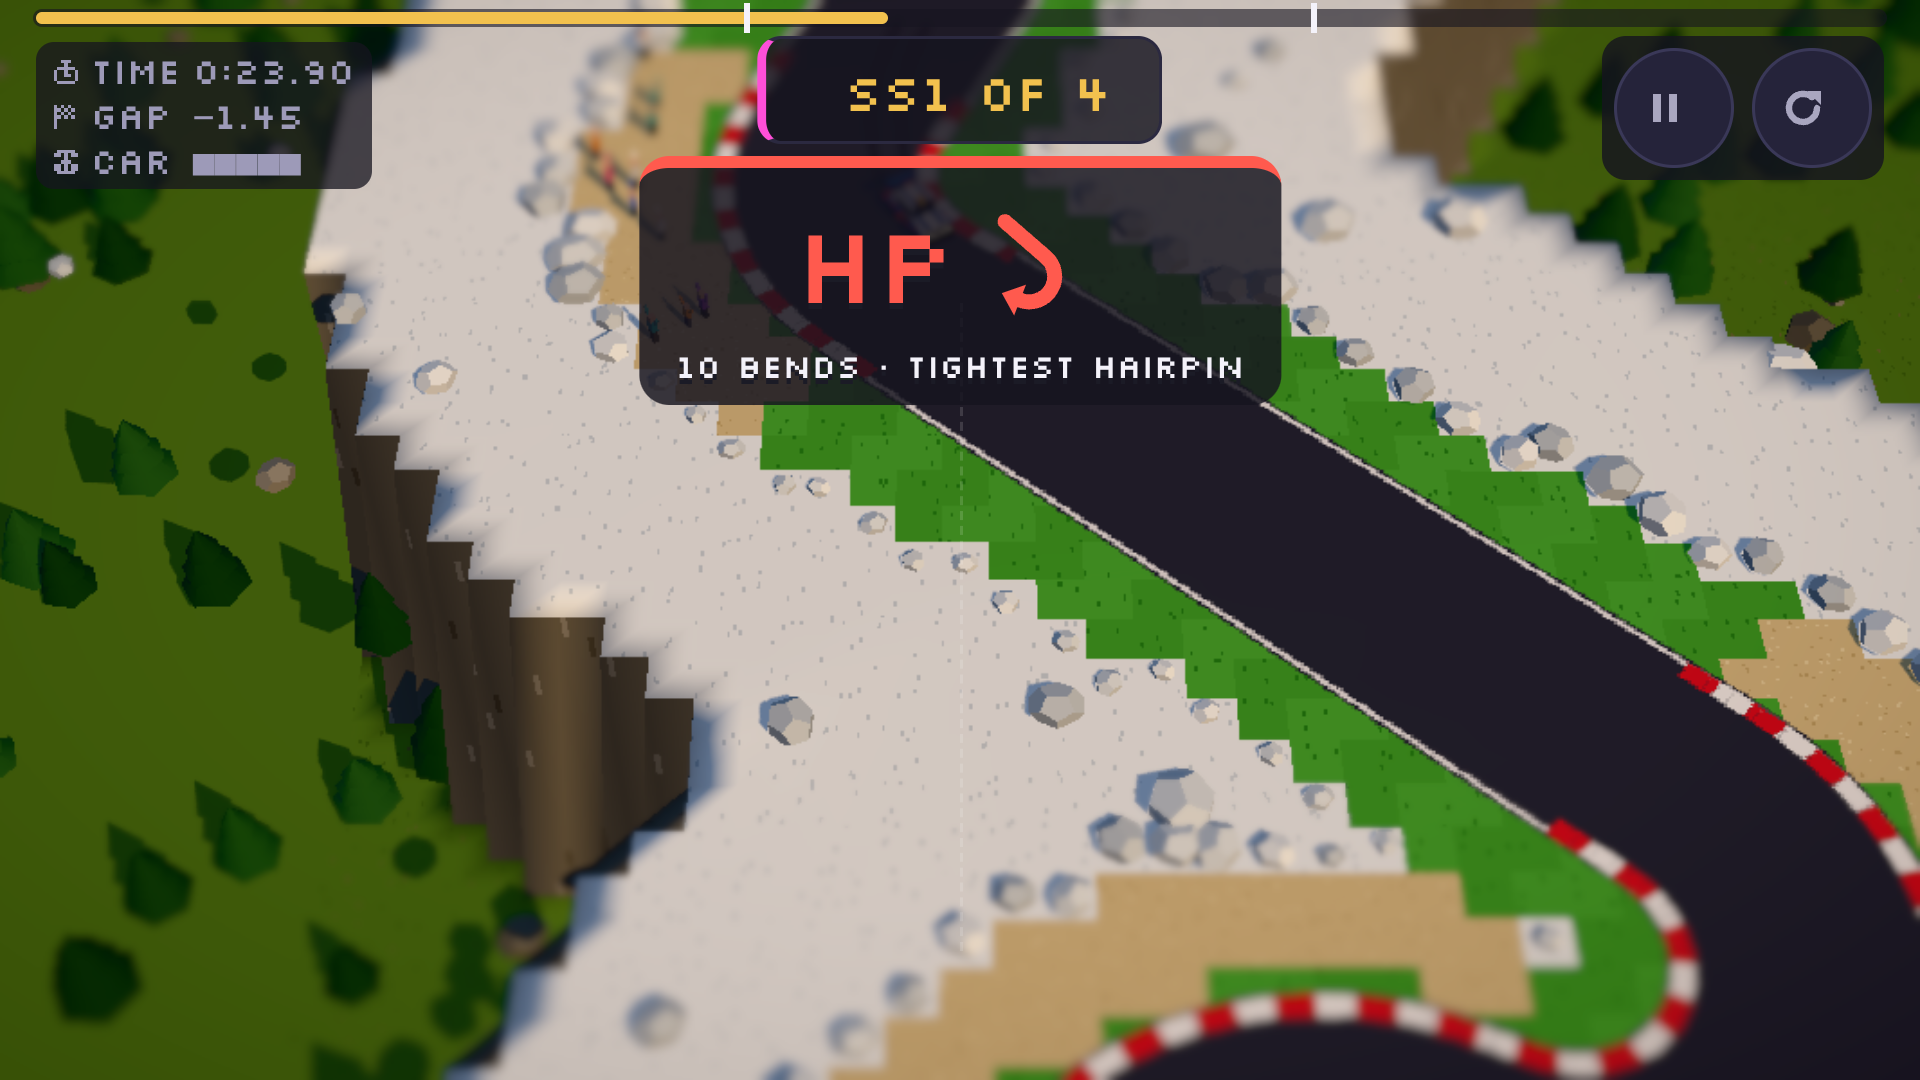 TIME 0:23.90
GAP -1.45
CAR
SS1 OF 4
HP
10 BENDS · TIGHTEST HAIRPIN